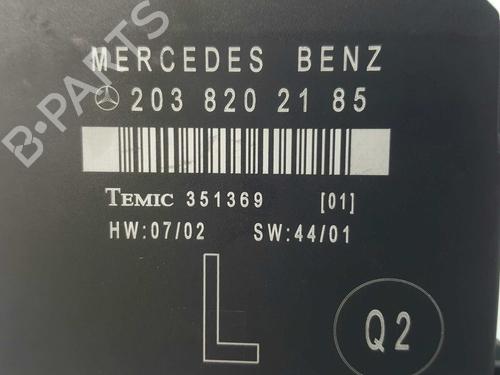 B-PARTS
MERCEDES BENZ
203 820 21 85
TEMIC 351369 [01]
HW:07/02 SW:44/01
L
Q2